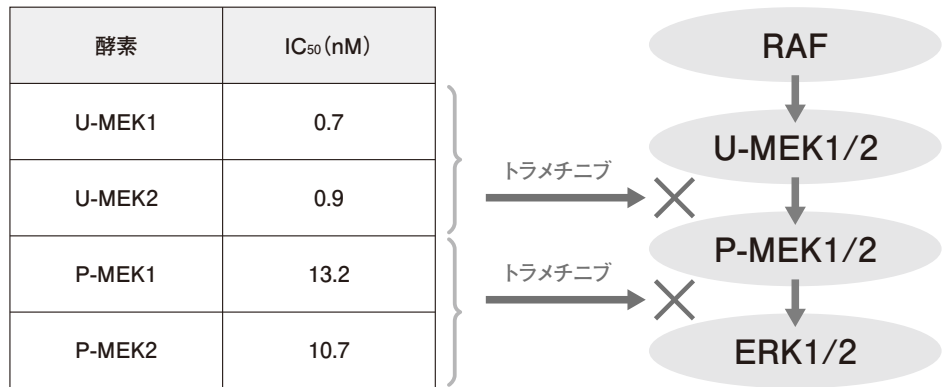 酵素 IC50（nM）
U-MEK1 0.7
U-MEK2 0.9
P-MEK1 13.2
P-MEK2 10.7
トラメチニブ
トラメチニブ
RAF
U-MEK1/2
P-MEK1/2
ERK1/2